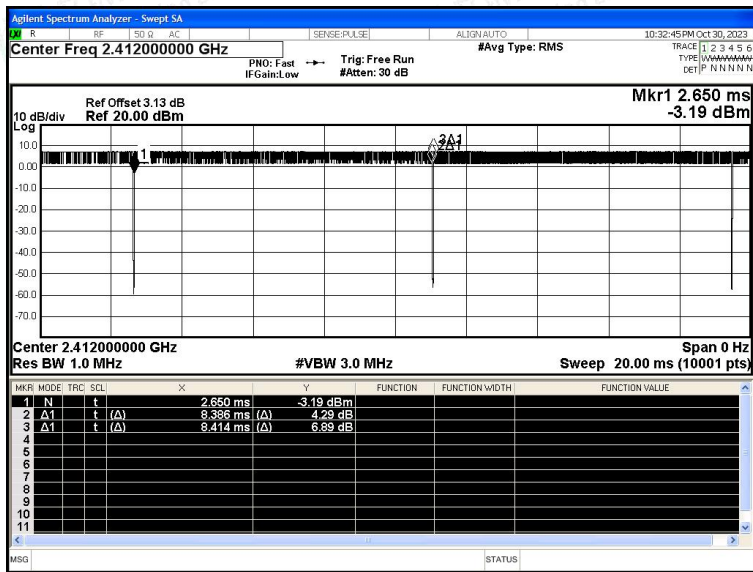 Agilent Spectrum Analyzer - Swept SA
LXI R RF 50 Ω AC SENSE:PULSE ALIGN AUTO 10:32:45 PM Oct 30, 2023
Center Freq 2.412000000 GHz #Avg Type: RMS TRACE 1 2 3 4 5 6
PNO: Fast Trig: Free Run TYPE WWWWWW
IFGain:Low #Atten: 30 dB DET P N N N N N
Mkr1 2.650 ms
Ref Offset 3.13 dB
10 dB/div Ref 20.00 dBm -3.19 dBm
Log
10.0
0.00
-10.0
-20.0
-30.0
-40.0
-50.0
-60.0
-70.0
1
3Δ1
2Δ1
Center 2.412000000 GHz Span 0 Hz
Res BW 1.0 MHz #VBW 3.0 MHz Sweep 20.00 ms (10001 pts)
MKR MODE TRC SCL X Y FUNCTION FUNCTION WIDTH FUNCTION VALUE
1 N t 2.650 ms -3.19 dBm
2 Δ1 t (Δ) 8.386 ms (Δ) 4.29 dB
3 Δ1 t (Δ) 8.414 ms (Δ) 6.89 dB
4
5
6
7
8
9
10
11
MSG STATUS